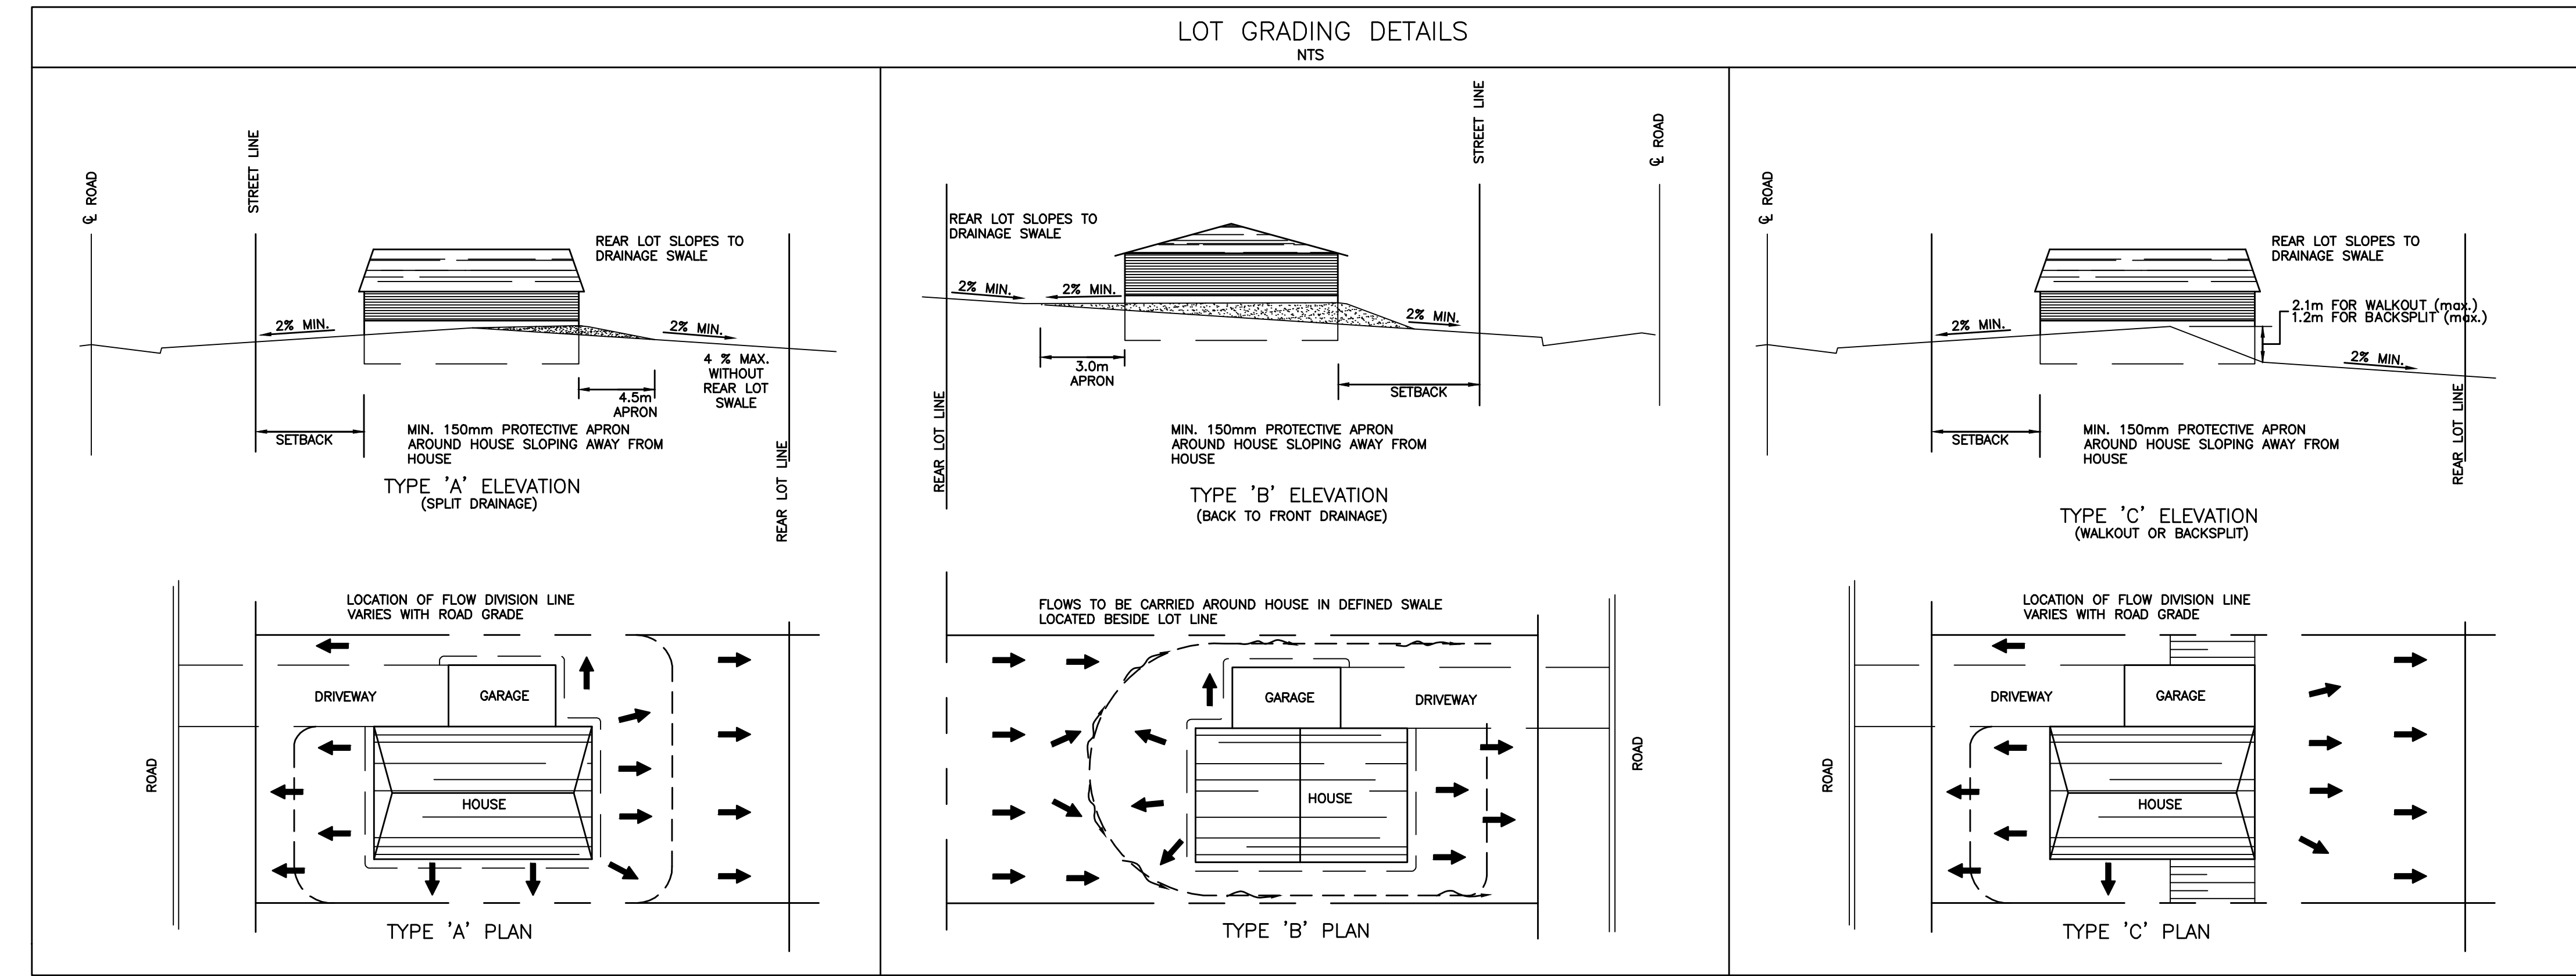 LOT GRADING DETAILS
NTS
℄ ROAD
STREET LINE
REAR LOT SLOPES TO
DRAINAGE SWALE
2% MIN.
2% MIN.
4 % MAX.
WITHOUT
REAR LOT
SWALE
4.5m
APRON
SETBACK
MIN. 150mm PROTECTIVE APRON
AROUND HOUSE SLOPING AWAY FROM
HOUSE
REAR LOT LINE
TYPE 'A' ELEVATION
(SPLIT DRAINAGE)
LOCATION OF FLOW DIVISION LINE
VARIES WITH ROAD GRADE
DRIVEWAY
GARAGE
ROAD
HOUSE
TYPE 'A' PLAN
STREET LINE
℄ ROAD
REAR LOT SLOPES TO
DRAINAGE SWALE
2% MIN.
2% MIN.
2% MIN.
3.0m
APRON
SETBACK
REAR LOT LINE
MIN. 150mm PROTECTIVE APRON
AROUND HOUSE SLOPING AWAY FROM
HOUSE
TYPE 'B' ELEVATION
(BACK TO FRONT DRAINAGE)
FLOWS TO BE CARRIED AROUND HOUSE IN DEFINED SWALE
LOCATED BESIDE LOT LINE
GARAGE
DRIVEWAY
ROAD
HOUSE
TYPE 'B' PLAN
℄ ROAD
REAR LOT SLOPES TO
DRAINAGE SWALE
2.1m FOR WALKOUT (max.)
1.2m FOR BACKSPLIT (max.)
2% MIN.
2% MIN.
SETBACK
MIN. 150mm PROTECTIVE APRON
AROUND HOUSE SLOPING AWAY FROM
HOUSE
REAR LOT LINE
TYPE 'C' ELEVATION
(WALKOUT OR BACKSPLIT)
LOCATION OF FLOW DIVISION LINE
VARIES WITH ROAD GRADE
DRIVEWAY
GARAGE
ROAD
HOUSE
TYPE 'C' PLAN